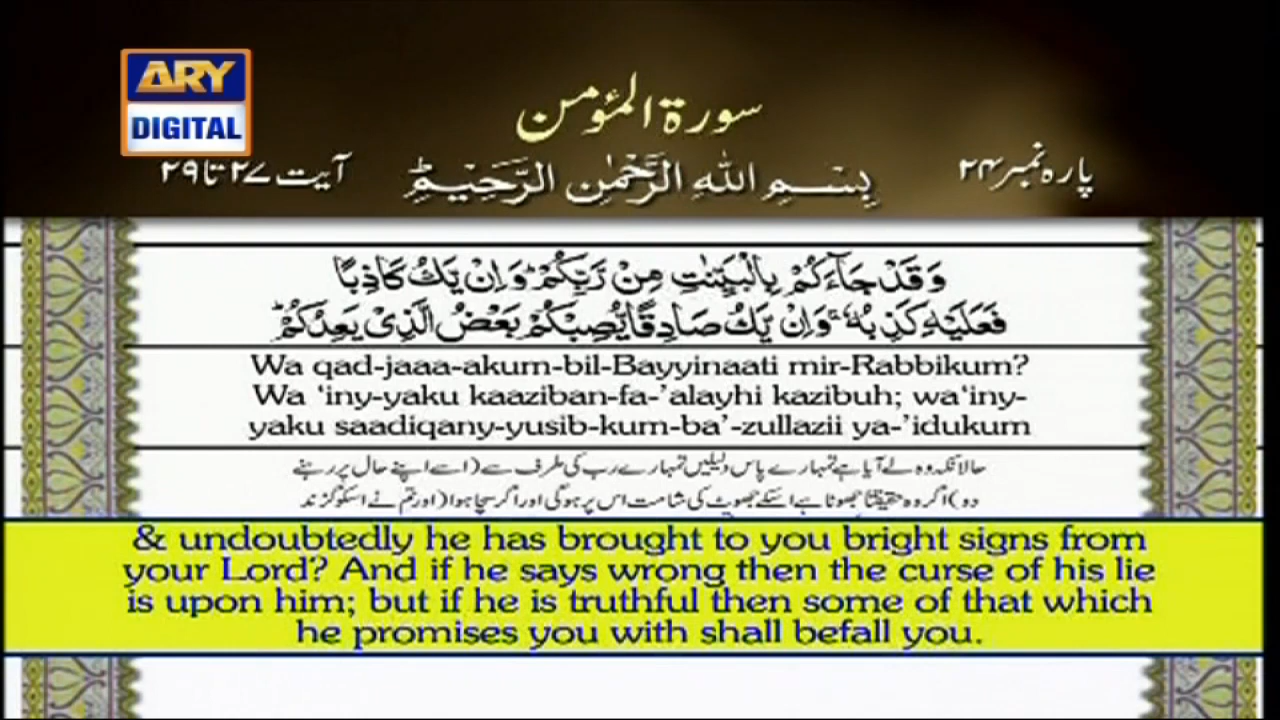 ARY
DIGITAL
سورة المؤمن
پارہ نمبر ۲۴
بِسْمِ اللهِ الرَّحْمٰنِ الرَّحِيْمِ
آیت ۲۷ تا ۲۹
وَ قَدْ جَآءَكُمْ بِالْبَيِّنٰتِ مِنْ رَّبِّكُمْ ؕ وَ اِنْ يَّكُ كَاذِبًا
فَعَلَيْهِ كَذِبُهٗ ۚ وَ اِنْ يَّكُ صَادِقًا يُّصِبْكُمْ بَعْضُ الَّذِىْ يَعِدُكُمْ ؕ
Wa qad-jaaa-akum-bil-Bayyinaati mir-Rabbikum?
Wa ‘iny-yaku kaaziban-fa-’alayhi kazibuh; wa‘iny-
yaku saadiqany-yusib-kum-ba’-zullazii ya-’idukum
حالانکہ وہ لے آیا ہے تمہارے پاس دلیلیں تمہارے رب کی طرف سے (اسے اپنے حال پر رہنے
دو) اگر وہ حقیقتاً جھوٹا ہے اسکے جھوٹ کی شامت اس پر ہوگی اور اگر سچا ہوا (اور تم نے اسکو گزند
& undoubtedly he has brought to you bright signs from
your Lord? And if he says wrong then the curse of his lie
is upon him; but if he is truthful then some of that which
he promises you with shall befall you.